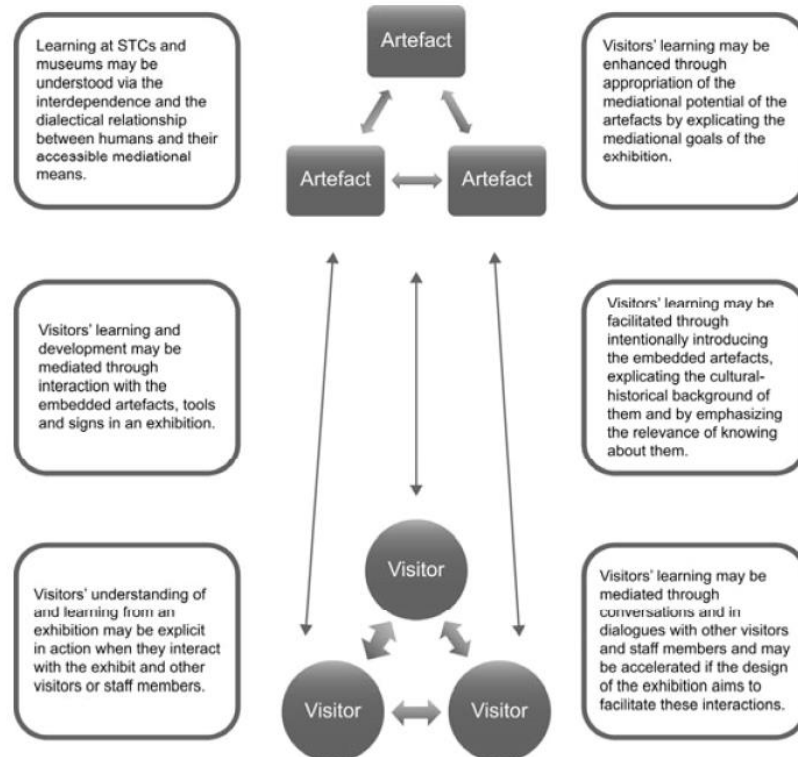 Learning at STCs and
museums may be
understood via the
interdependence and the
dialectical relationship
between humans and their
accessible mediational
means.
Artefact
Artefact
Artefact
Visitors' learning may be
enhanced through
appropriation of the
mediational potential of the
artefacts by explicating the
mediational goals of the
exhibition.
Visitors' learning and
development may be
mediated through
interaction with the
embedded artefacts, tools
and signs in an exhibition.
Visitors' learning may be
facilitated through
intentionally introducing
the embedded artefacts,
explicating the cultural-
historical background of
them and by emphasizing
the relevance of knowing
about them.
Visitors' understanding of
and learning from an
exhibition may be explicit
in action when they interact
with the exhibit and other
visitors or staff members.
Visitor
Visitor
Visitor
Visitors' learning may be
mediated through
conversations and in
dialogues with other visitors
and staff members and may
be accelerated if the design
of the exhibition aims to
facilitate these interactions.